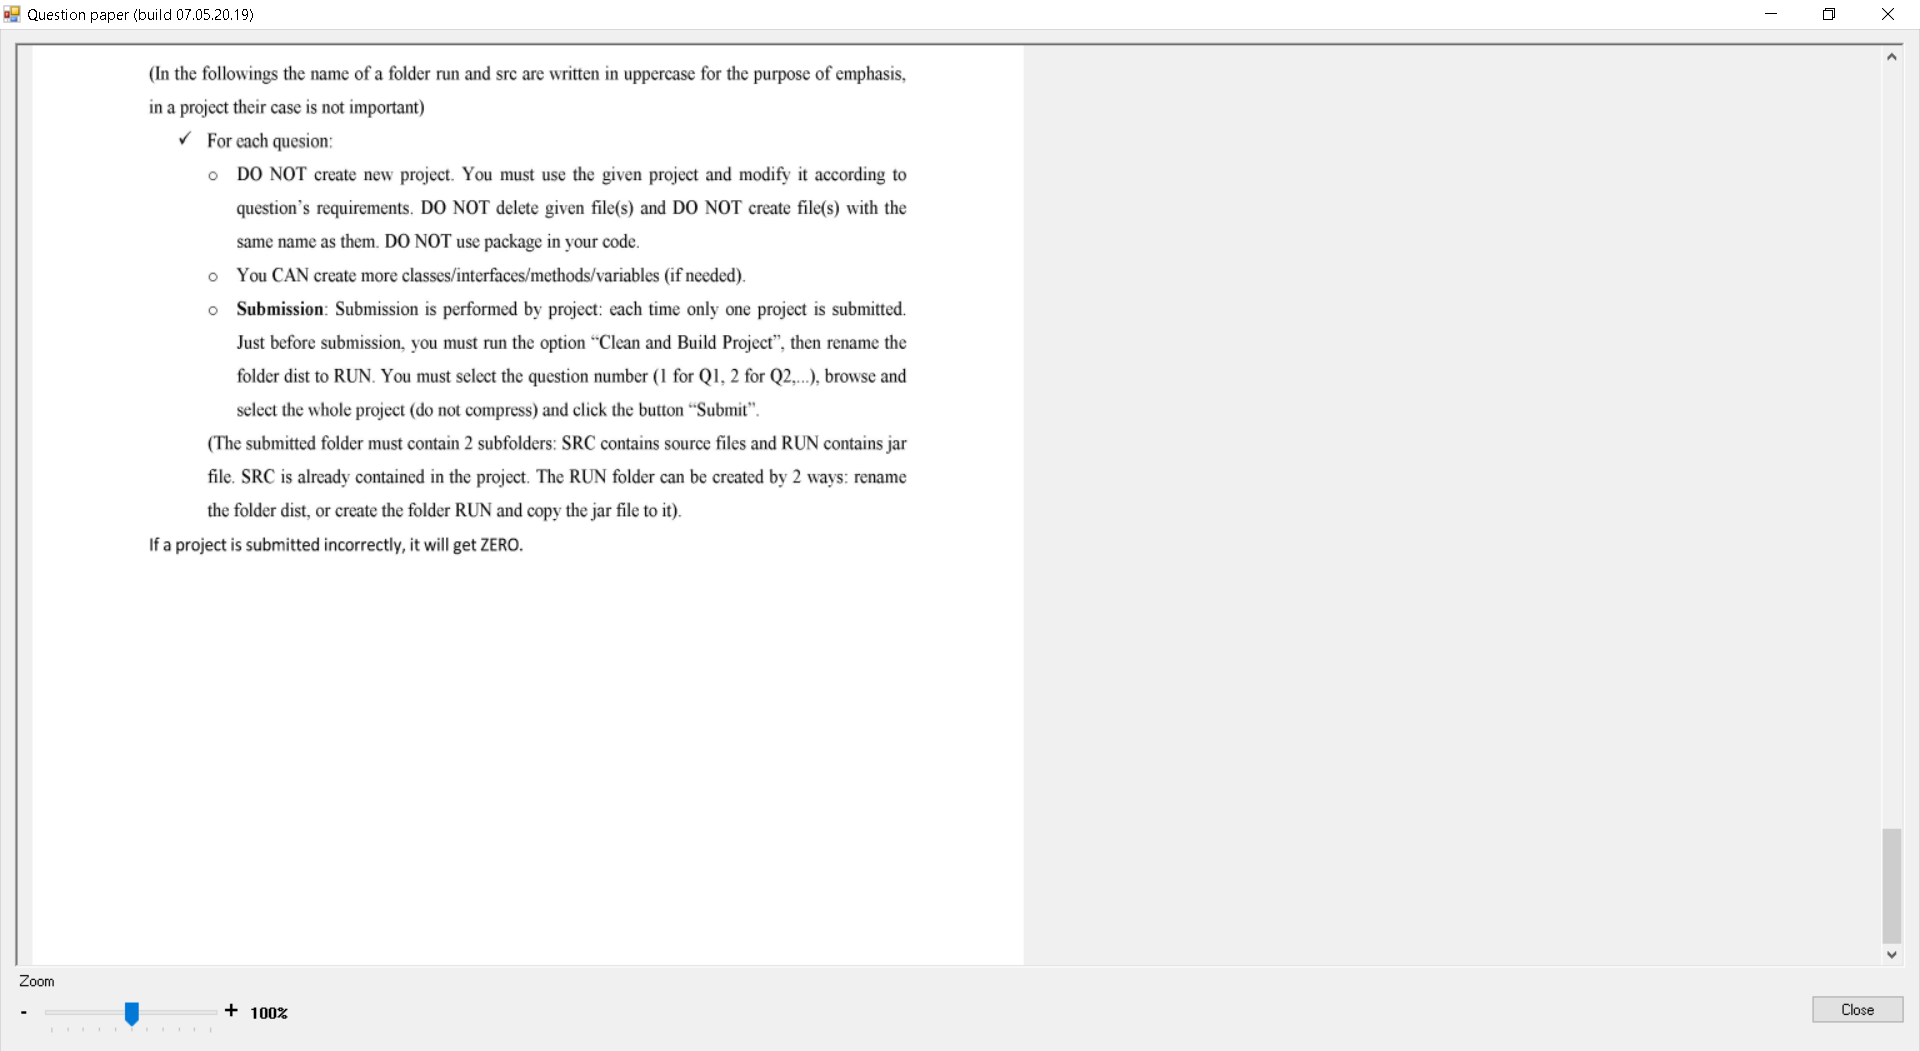 Question paper (build 07.05.20.19)
(In the followings the name of a folder run and src are written in uppercase for the purpose of emphasis,
in a project their case is not important)
✓ For each quesion:
o DO NOT create new project. You must use the given project and modify it according to
question's requirements. DO NOT delete given file(s) and DO NOT create file(s) with the
same name as them. DO NOT use package in your code.
o You CAN create more classes/interfaces/methods/variables (if needed).
o Submission: Submission is performed by project: each time only one project is submitted.
Just before submission, you must run the option “Clean and Build Project”, then rename the
folder dist to RUN. You must select the question number (1 for Q1, 2 for Q2,...), browse and
select the whole project (do not compress) and click the button “Submit”.
(The submitted folder must contain 2 subfolders: SRC contains source files and RUN contains jar
file. SRC is already contained in the project. The RUN folder can be created by 2 ways: rename
the folder dist, or create the folder RUN and copy the jar file to it).
If a project is submitted incorrectly, it will get ZERO.
Zoom
- + 100%
Close